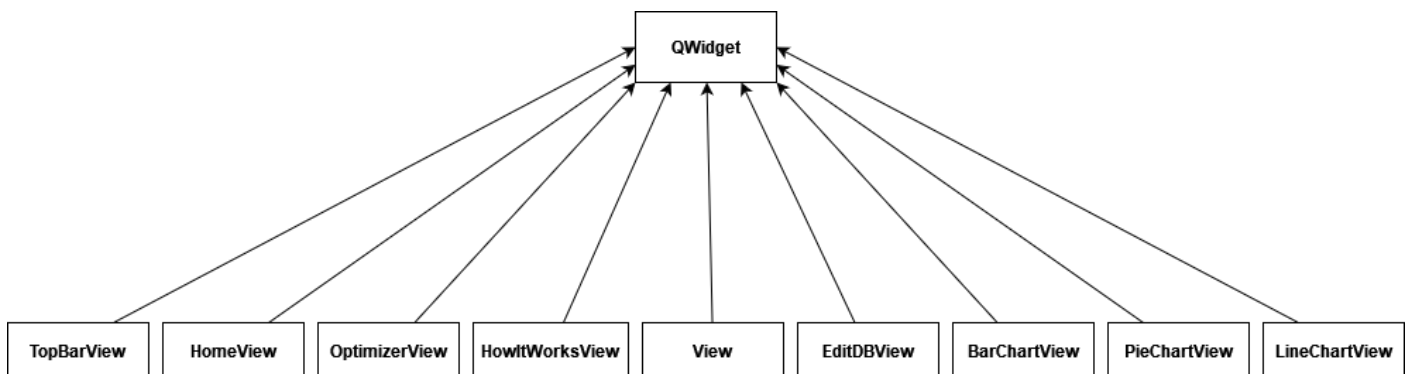 QWidget
TopBarView
HomeView
OptimizerView
HowItWorksView
View
EditDBView
BarChartView
PieChartView
LineChartView